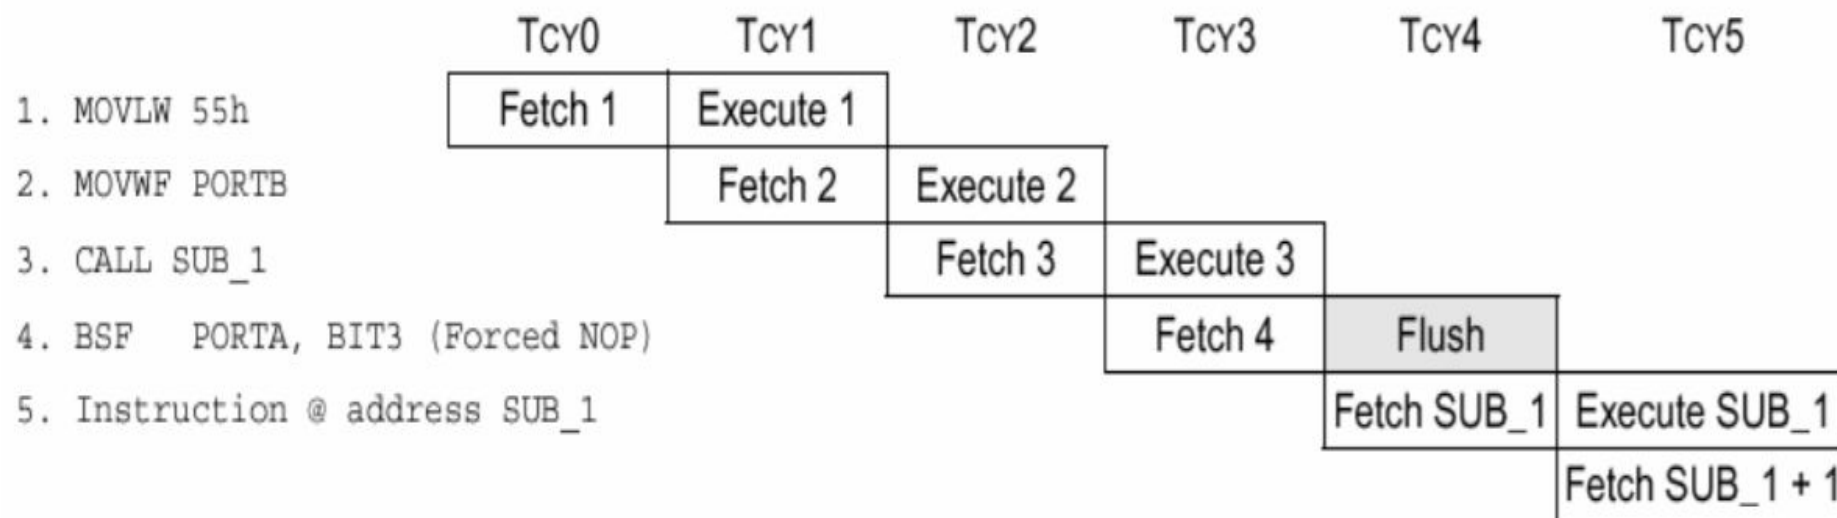 TCY0 TCY1 TCY2 TCY3 TCY4 TCY5
1. MOVLW 55h Fetch 1 Execute 1
2. MOVWF PORTB Fetch 2 Execute 2
3. CALL SUB_1 Fetch 3 Execute 3
4. BSF PORTA, BIT3 (Forced NOP) Fetch 4 Flush
5. Instruction @ address SUB_1 Fetch SUB_1 Execute SUB_1
Fetch SUB_1 + 1